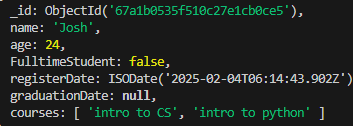 _id: ObjectId('67a1b0535f510c27e1cb0ce5'),
name: 'Josh',
age: 24,
FulltimeStudent: false,
registerDate: ISODate('2025-02-04T06:14:43.902Z')
graduationDate: null,
courses: [ 'intro to CS', 'intro to python' ]